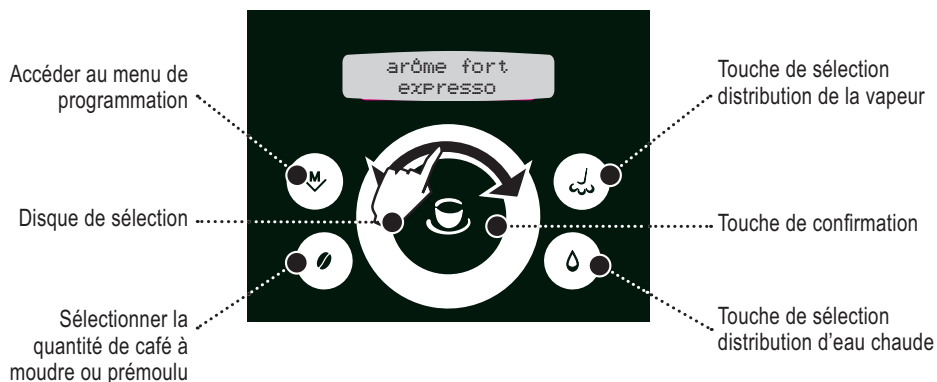 arôme fort
expresso
Accéder au menu de
programmation
M
Disque de sélection
Sélectionner la
quantité de café à
moudre ou prémoulu
Touche de sélection
distribution de la vapeur
Touche de confirmation
Touche de sélection
distribution d'eau chaude